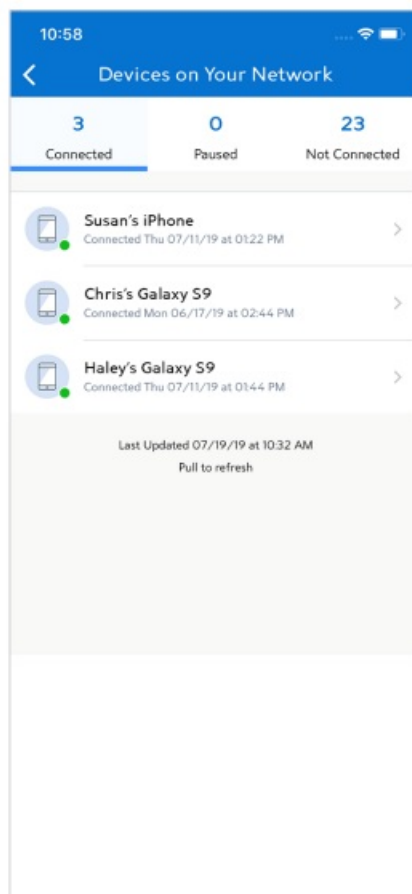 10:58
Devices on Your Network
3 0 23
Connected Paused Not Connected
Susan's iPhone
Connected Thu 07/11/19 at 01:22 PM
Chris's Galaxy S9
Connected Mon 06/17/19 at 02:44 PM
Haley's Galaxy S9
Connected Thu 07/11/19 at 01:44 PM
Last Updated 07/19/19 at 10:32 AM
Pull to refresh